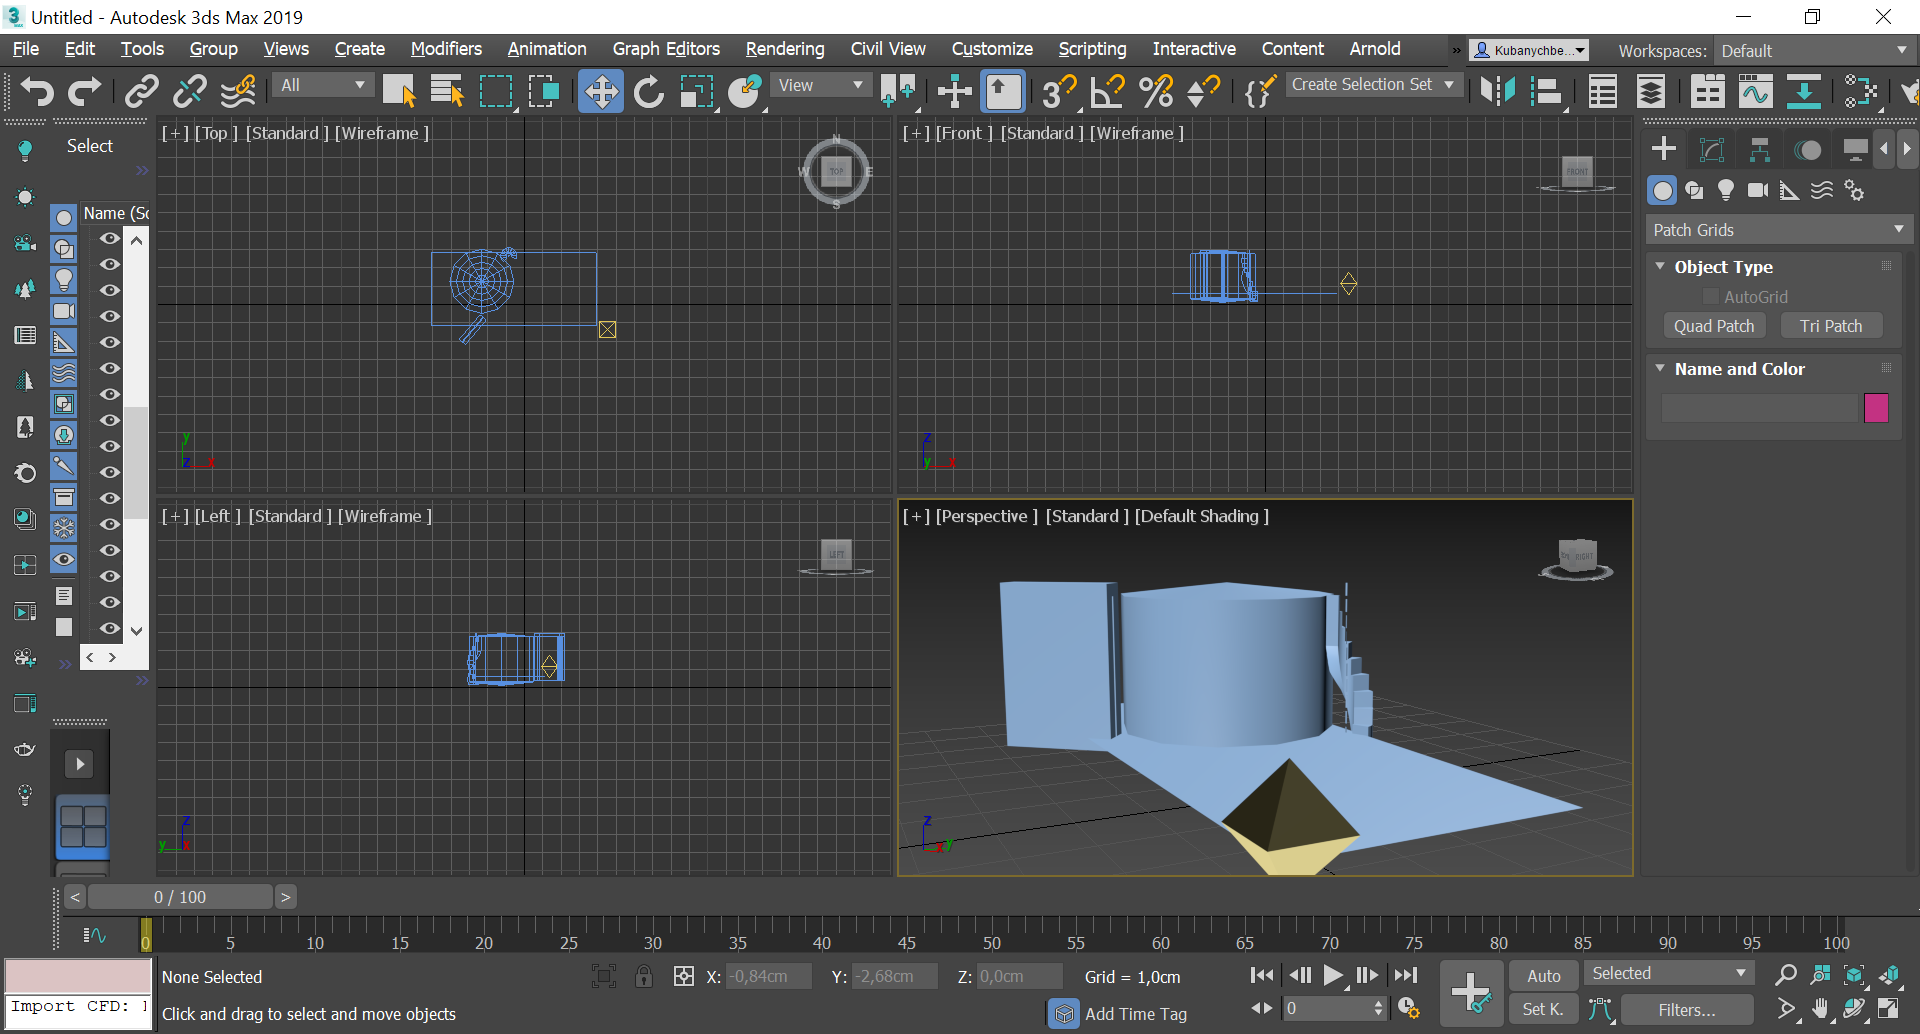 Untitled - Autodesk 3ds Max 2019
File Edit Tools Group Views Create Modifiers Animation Graph Editors Rendering Civil View Customize Scripting Interactive Content Arnold » Kubanychbe... Workspaces: Default
All View 3 Create Selection Set
Select
»
Name (Sc
»
»
[+] [Top ] [Standard ] [Wireframe ]
N
W TOP E
S
y
z x
[+] [Front ] [Standard ] [Wireframe ]
FRONT
z
y x
[+] [Left ] [Standard ] [Wireframe ]
LEFT
z
y x
[+] [Perspective ] [Standard ] [Default Shading ]
RIGHT
z
x y
Patch Grids
Object Type
AutoGrid
Quad Patch Tri Patch
Name and Color
< 0 / 100 >
0 5 10 15 20 25 30 35 40 45 50 55 60 65 70 75 80 85 90 95 100
None Selected X: -0,84cm Y: -2,68cm Z: 0,0cm Grid = 1,0cm Auto Selected
Import CFD: Click and drag to select and move objects Add Time Tag 0 Set K. Filters...